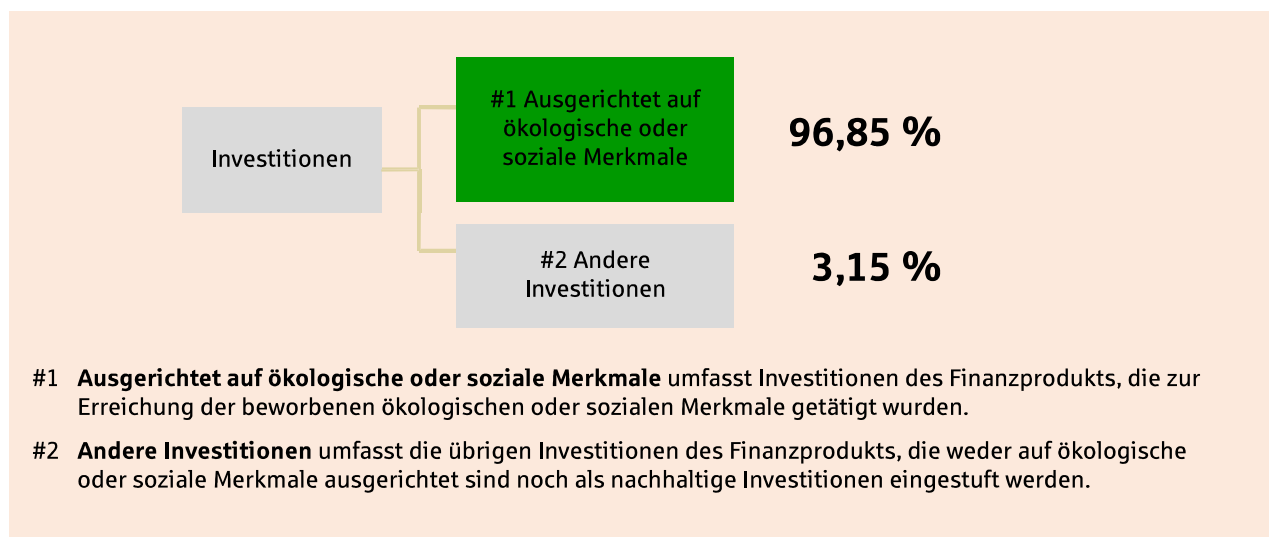 Investitionen
#1 Ausgerichtet auf
ökologische oder
soziale Merkmale
96,85 %
#2 Andere
Investitionen
3,15 %
#1 Ausgerichtet auf ökologische oder soziale Merkmale umfasst Investitionen des Finanzprodukts, die zur
Erreichung der beworbenen ökologischen oder sozialen Merkmale getätigt wurden.
#2 Andere Investitionen umfasst die übrigen Investitionen des Finanzprodukts, die weder auf ökologische
oder soziale Merkmale ausgerichtet sind noch als nachhaltige Investitionen eingestuft werden.